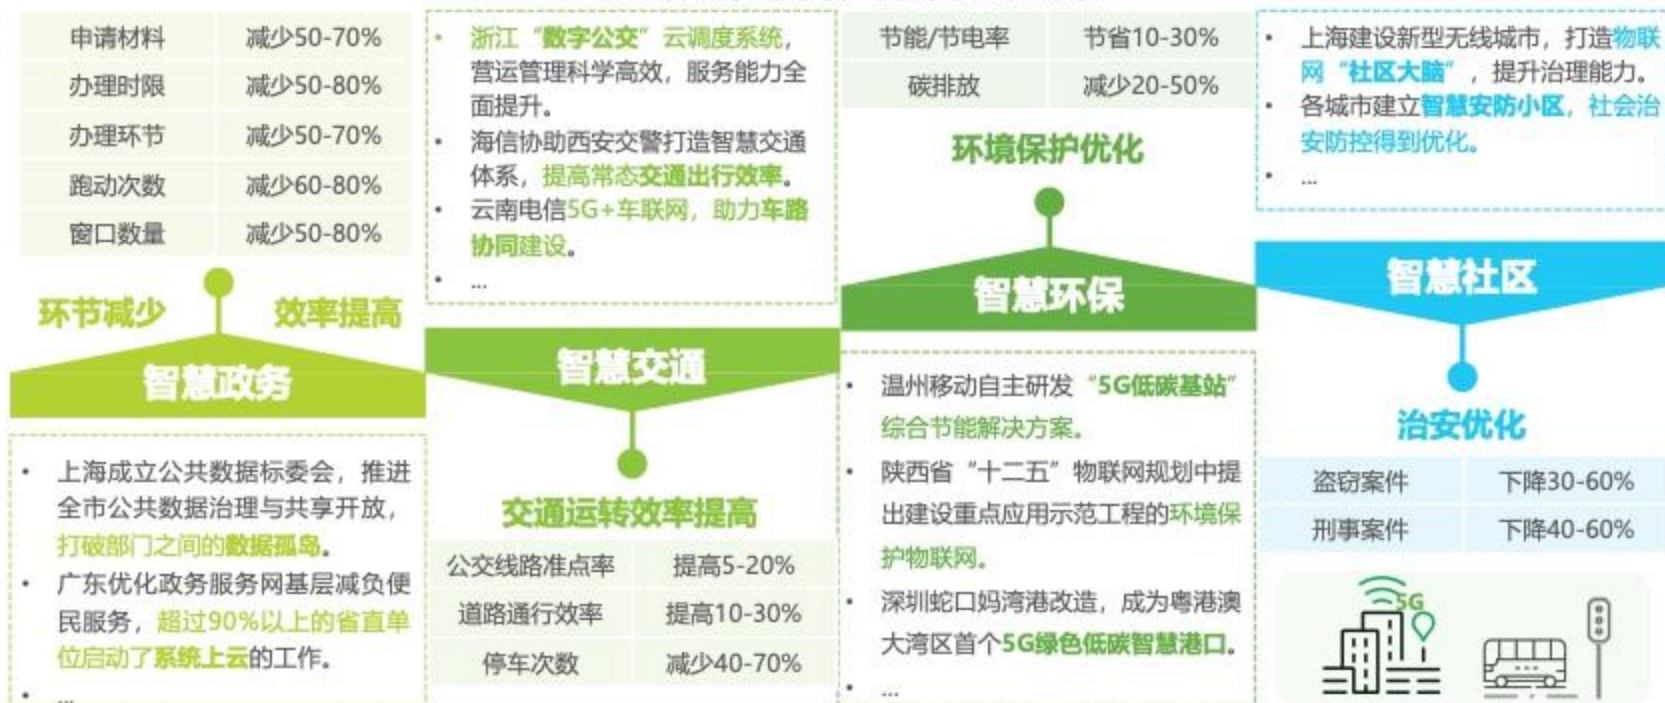 申请材料 减少50-70%
办理时限 减少50-80%
办理环节 减少50-70%
跑动次数 减少60-80%
窗口数量 减少50-80%
环节减少 效率提高
智慧政务
• 上海成立公共数据标委会，推进
全市公共数据治理与共享开放，
打破部门之间的数据孤岛。
• 广东优化政务服务网基层减负便
民服务，超过90%以上的省直单
位启动了系统上云的工作。
• ...
• 浙江“数字公交”云调度系统，
营运管理科学高效，服务能力全
面提升。
• 海信协助西安交警打造智慧交通
体系，提高常态交通出行效率。
• 云南电信5G+车联网，助力车路
协同建设。
• ...
智慧交通
交通运转效率提高
公交线路准点率 提高5-20%
道路通行效率 提高10-30%
停车次数 减少40-70%
节能/节电率 节省10-30%
碳排放 减少20-50%
环境保护优化
智慧环保
• 温州移动自主研发“5G低碳基站”
综合节能解决方案。
• 陕西省“十二五”物联网规划中提
出建设重点应用示范工程的环境保
护物联网。
• 深圳蛇口妈湾港改造，成为粤港澳
大湾区首个5G绿色低碳智慧港口。
• ...
• 上海建设新型无线城市，打造物联
网“社区大脑”，提升治理能力。
• 各城市建立智慧安防小区，社会治
安防控得到优化。
• ...
智慧社区
治安优化
盗窃案件 下降30-60%
刑事案件 下降40-60%
5G